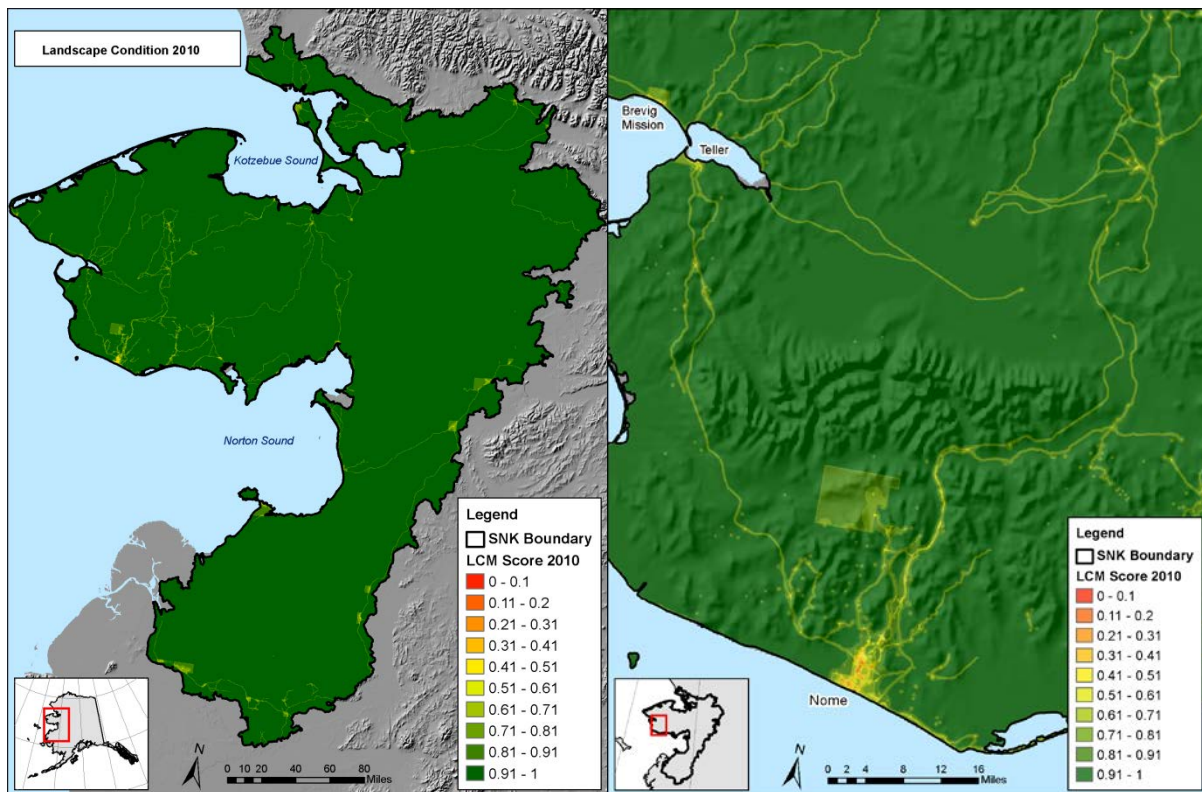 Landscape Condition 2010
Kotzebue Sound
Norton Sound
Legend
SNK Boundary
LCM Score 2010
0 - 0.1
0.11 - 0.2
0.21 - 0.31
0.31 - 0.41
0.41 - 0.51
0.51 - 0.61
0.61 - 0.71
0.71 - 0.81
0.81 - 0.91
0.91 - 1
N
0 10 20 40 60 80
Miles
Brevig
Mission
Teller
Nome
Legend
SNK Boundary
LCM Score 2010
0 - 0.1
0.11 - 0.2
0.21 - 0.31
0.31 - 0.41
0.41 - 0.51
0.51 - 0.61
0.61 - 0.71
0.71 - 0.81
0.81 - 0.91
0.91 - 1
N
0 2 4 8 12 16
Miles